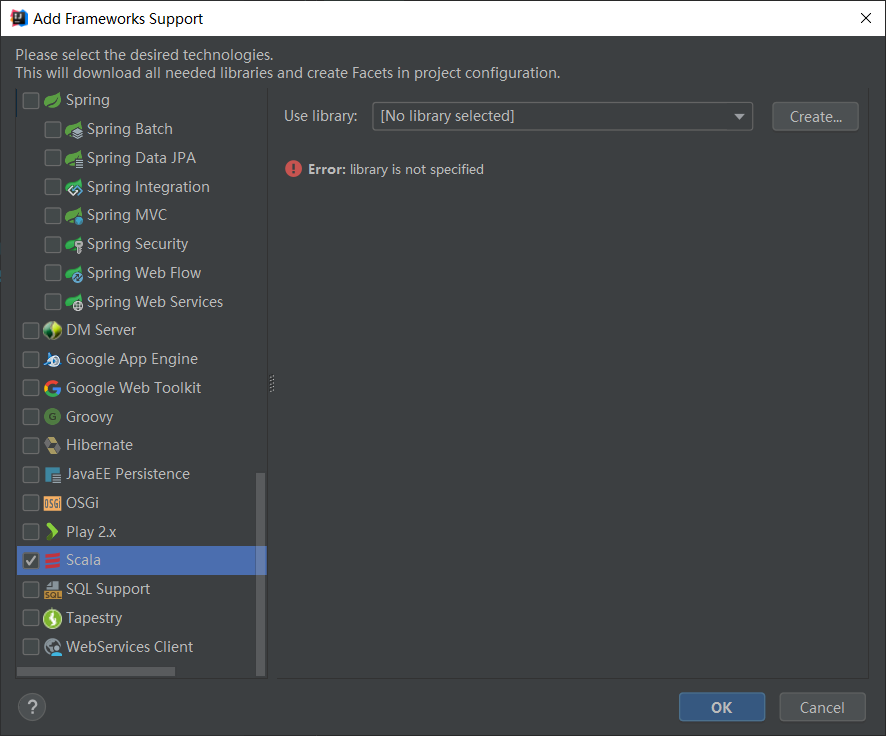 Add Frameworks Support
Please select the desired technologies.
This will download all needed libraries and create Facets in project configuration.
Spring
Spring Batch
Spring Data JPA
Spring Integration
Spring MVC
Spring Security
Spring Web Flow
Spring Web Services
DM Server
Google App Engine
Google Web Toolkit
G Groovy
Hibernate
JavaEE Persistence
OSGi OSGi
Play 2.x
Scala
SQL SQL Support
Tapestry
WebServices Client
Use library: [No library selected] Create...
! Error: library is not specified
? OK Cancel